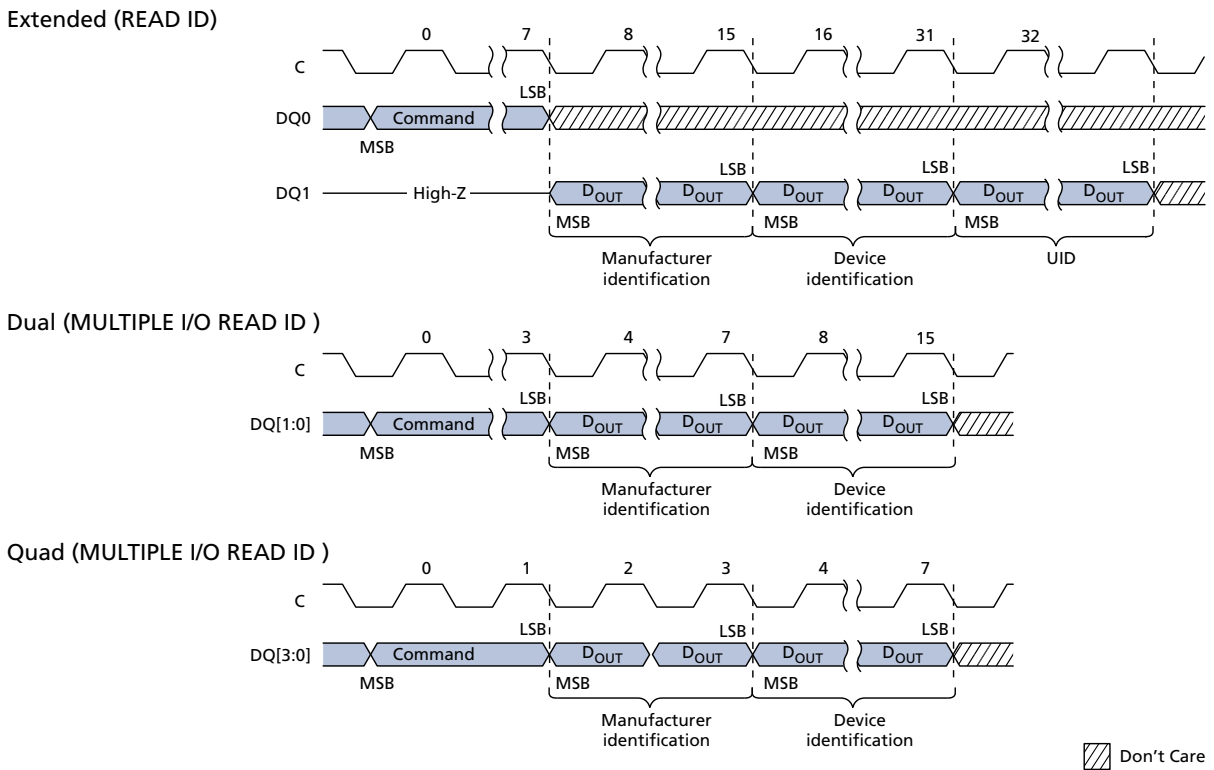 Extended (READ ID)
0 7 8 15 16 31 32
C
LSB
DQ0 Command
MSB
LSB LSB LSB
DQ1 High-Z DOUT DOUT DOUT DOUT DOUT DOUT
MSB MSB MSB
Manufacturer identification
Device identification
UID
Dual (MULTIPLE I/O READ ID )
0 3 4 7 8 15
C
LSB LSB LSB
DQ[1:0] Command DOUT DOUT DOUT DOUT
MSB MSB MSB
Manufacturer identification
Device identification
Quad (MULTIPLE I/O READ ID )
0 1 2 3 4 7
C
LSB LSB LSB
DQ[3:0] Command DOUT DOUT DOUT DOUT
MSB MSB MSB
Manufacturer identification
Device identification
Don't Care